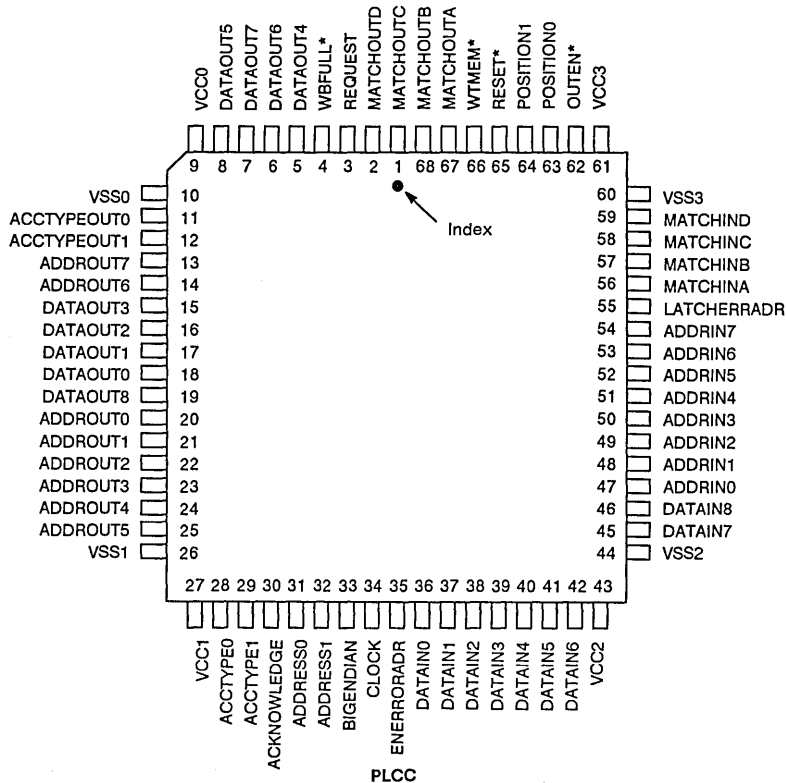 VCC0
DATAOUT5
DATAOUT7
DATAOUT6
DATAOUT4
WBFULL*
REQUEST
MATCHOUTD
MATCHOUTC
MATCHOUTB
MATCHOUTA
WTMEM*
RESET*
POSITION1
POSITION0
OUTEN*
VCC3
9 8 7 6 5 4 3 2 1 68 67 66 65 64 63 62 61
Index
VSS0 10
ACCTYPEOUT0 11
ACCTYPEOUT1 12
ADDROUT7 13
ADDROUT6 14
DATAOUT3 15
DATAOUT2 16
DATAOUT1 17
DATAOUT0 18
DATAOUT8 19
ADDROUT0 20
ADDROUT1 21
ADDROUT2 22
ADDROUT3 23
ADDROUT4 24
ADDROUT5 25
VSS1 26
60 VSS3
59 MATCHIND
58 MATCHINC
57 MATCHINB
56 MATCHINA
55 LATCHERRADR
54 ADDRIN7
53 ADDRIN6
52 ADDRIN5
51 ADDRIN4
50 ADDRIN3
49 ADDRIN2
48 ADDRIN1
47 ADDRIN0
46 DATAIN8
45 DATAIN7
44 VSS2
27 28 29 30 31 32 33 34 35 36 37 38 39 40 41 42 43
VCC1
ACCTYPE0
ACCTYPE1
ACKNOWLEDGE
ADDRESS0
ADDRESS1
BIGENDIAN
CLOCK
ENERRORADR
DATAIN0
DATAIN1
DATAIN2
DATAIN3
DATAIN4
DATAIN5
DATAIN6
VCC2
PLCC